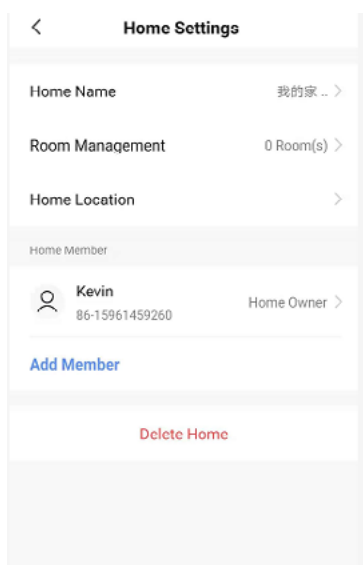 Home Settings
Home Name 我的家 ..
Room Management 0 Room(s)
Home Location
Home Member
Kevin
86-15961459260
Home Owner
Add Member
Delete Home